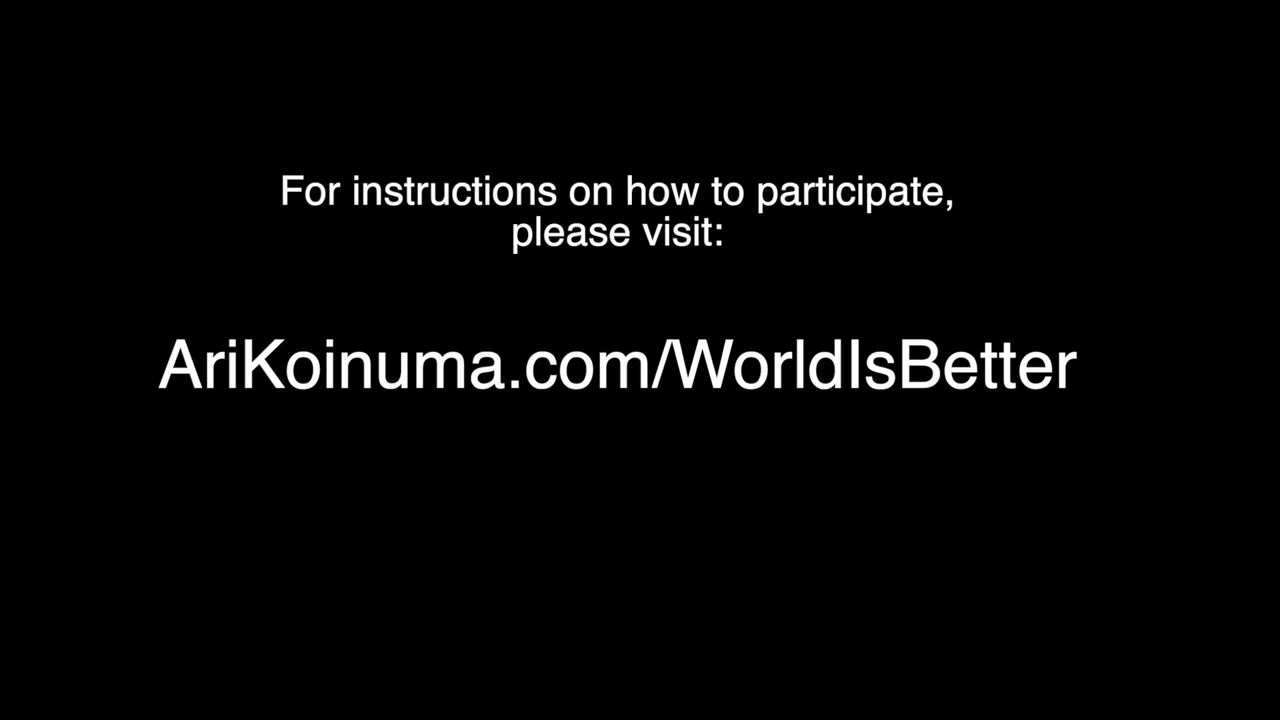 For instructions on how to participate,
please visit:
AriKoinuma.com/WorldIsBetter